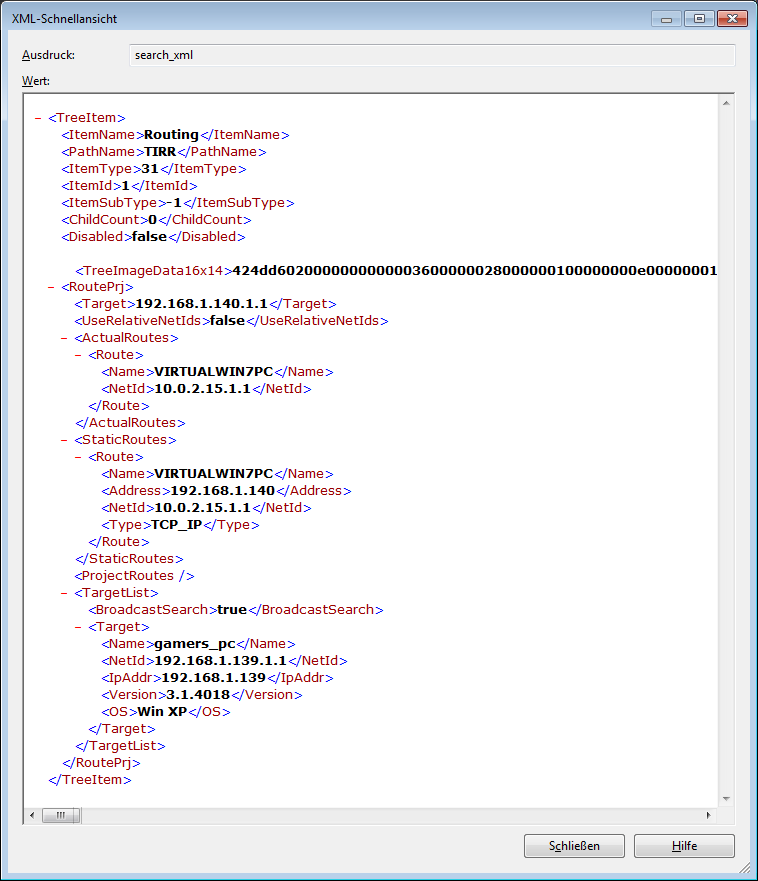 XML-Schnellansicht
Ausdruck: search_xml
Wert:
- <TreeItem>
<ItemName>Routing</ItemName>
<PathName>TIRR</PathName>
<ItemType>31</ItemType>
<ItemId>1</ItemId>
<ItemSubType>-1</ItemSubType>
<ChildCount>0</ChildCount>
<Disabled>false</Disabled>
<TreeImageData16x14>424dd60200000000000036000000280000001000000000e00000001
- <RoutePrj>
<Target>192.168.1.140.1.1</Target>
<UseRelativeNetIds>false</UseRelativeNetIds>
- <ActualRoutes>
- <Route>
<Name>VIRTUALWIN7PC</Name>
<NetId>10.0.2.15.1.1</NetId>
</Route>
</ActualRoutes>
- <StaticRoutes>
- <Route>
<Name>VIRTUALWIN7PC</Name>
<Address>192.168.1.140</Address>
<NetId>10.0.2.15.1.1</NetId>
<Type>TCP_IP</Type>
</Route>
</StaticRoutes>
<ProjectRoutes />
- <TargetList>
<BroadcastSearch>true</BroadcastSearch>
- <Target>
<Name>gamers_pc</Name>
<NetId>192.168.1.139.1.1</NetId>
<IpAddr>192.168.1.139</IpAddr>
<Version>3.1.4018</Version>
<OS>Win XP</OS>
</Target>
</TargetList>
</RoutePrj>
</TreeItem>
Schließen Hilfe